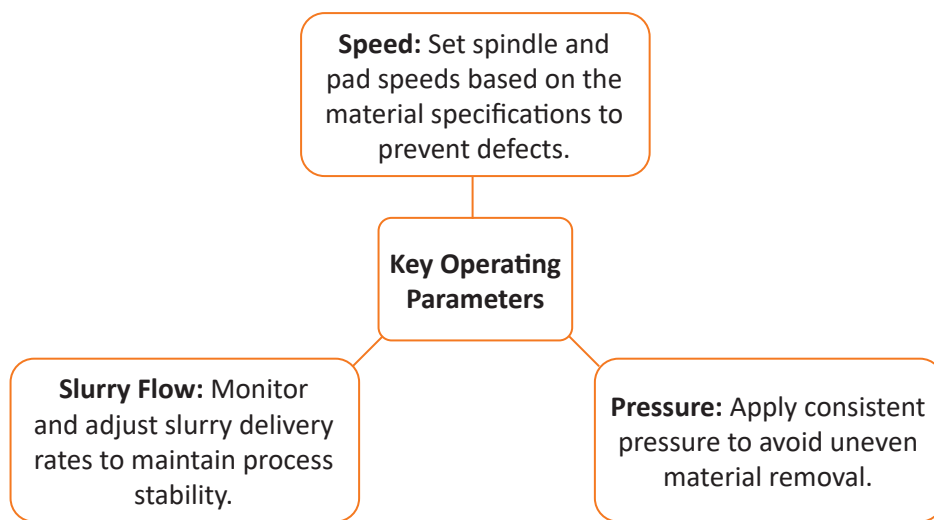 Speed: Set spindle and
pad speeds based on the
material specifications to
prevent defects.
Key Operating
Parameters
Slurry Flow: Monitor
and adjust slurry delivery
rates to maintain process
stability.
Pressure: Apply consistent
pressure to avoid uneven
material removal.